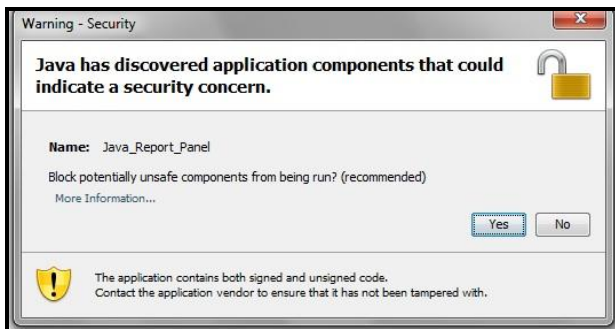 Warning - Security
Java has discovered application components that could
indicate a security concern.
Name: Java_Report_Panel
Block potentially unsafe components from being run? (recommended)
More Information...
Yes No
The application contains both signed and unsigned code.
Contact the application vendor to ensure that it has not been tampered with.